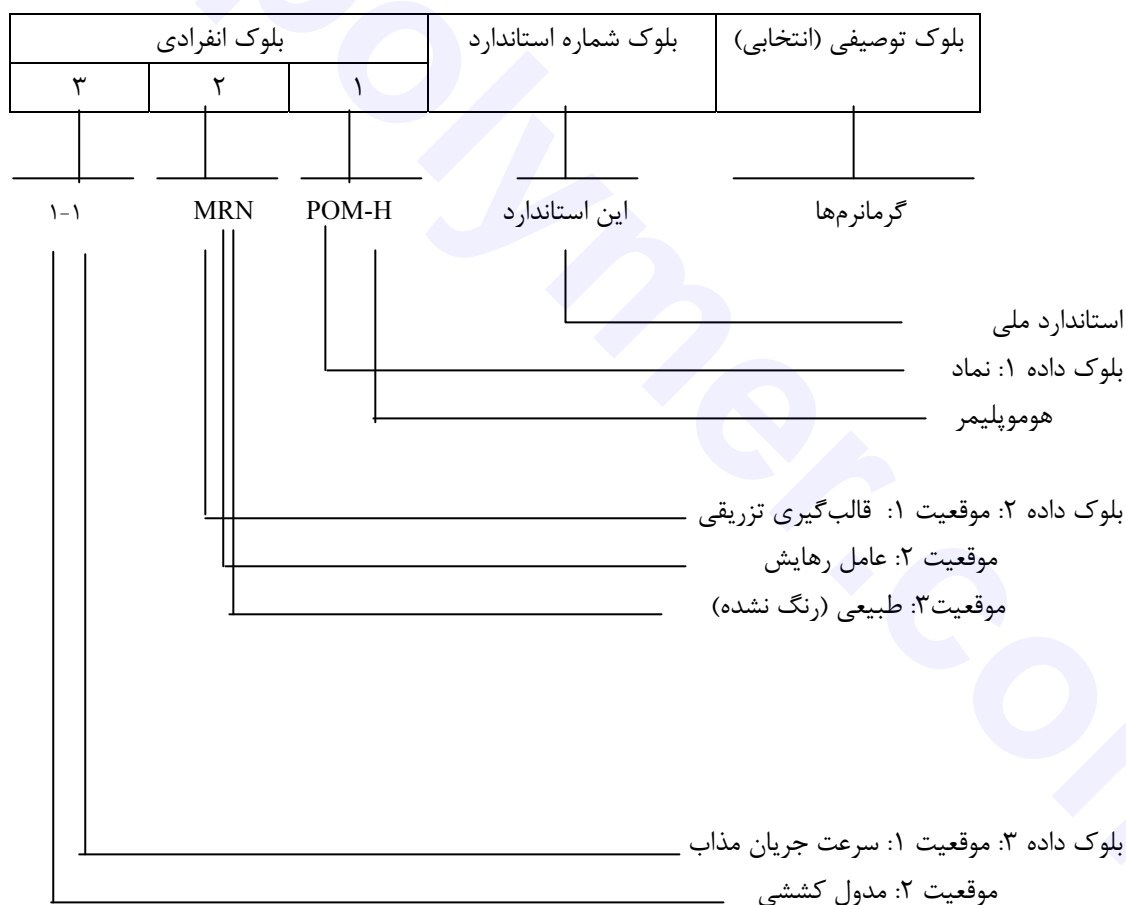 بلوک توصیفی (انتخابی) بلوک شماره استاندارد بلوک انفرادی
۱ ۲ ۳
گرمانرم‌ها این استاندارد POM-H MRN ۱-۱
استاندارد ملی
بلوک داده ۱: نماد
هوموپلیمر
بلوک داده ۲: موقعیت ۱: قالب‌گیری تزریقی
موقعیت ۲: عامل رهایش
موقعیت۳: طبیعی (رنگ نشده)
بلوک داده ۳: موقعیت ۱: سرعت جریان مذاب
موقعیت ۲: مدول کششی
polymer.co